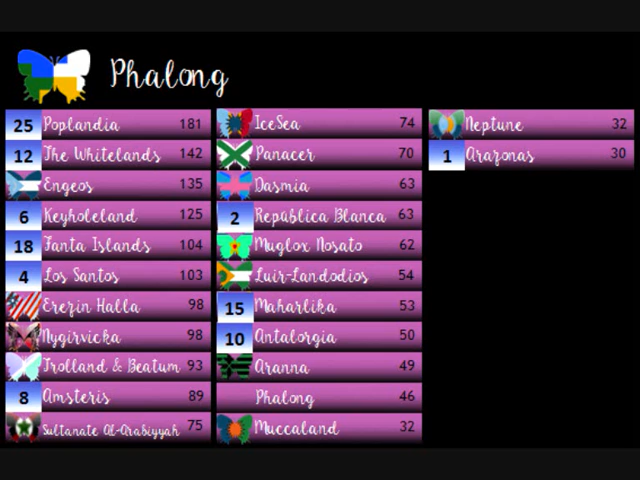 Phalong
25 Poplandia 181
12 The Whitelands 142
Engeos 135
6 Keyholeland 125
18 Fanta Islands 104
4 Los Santos 103
Erezin Halla 98
Nygirvicka 98
Trolland & Beatum 93
8 Amsteris 89
Sultanate Al-Arabiyyah 75
IceSea 74
Panacer 70
Dasmia 63
2 República Blanca 63
Muglox Nosato 62
Luir-Landodios 54
15 Maharlika 53
10 Antalorgia 50
Aranna 49
Phalong 46
Muccaland 32
Neptune 32
1 Araronas 30